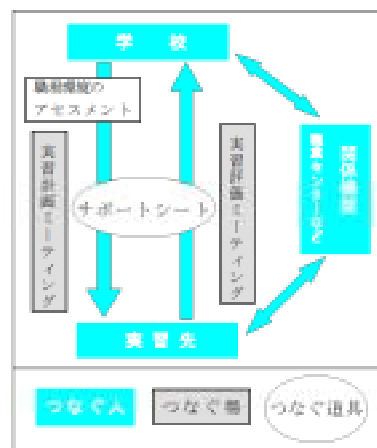 学校
職場環境の
アセスメント
実習計画ミーティング
サポートシート
実習評価ミーティング
関係機関
実習先
つなぐ人
つなぐ場
つなぐ道具